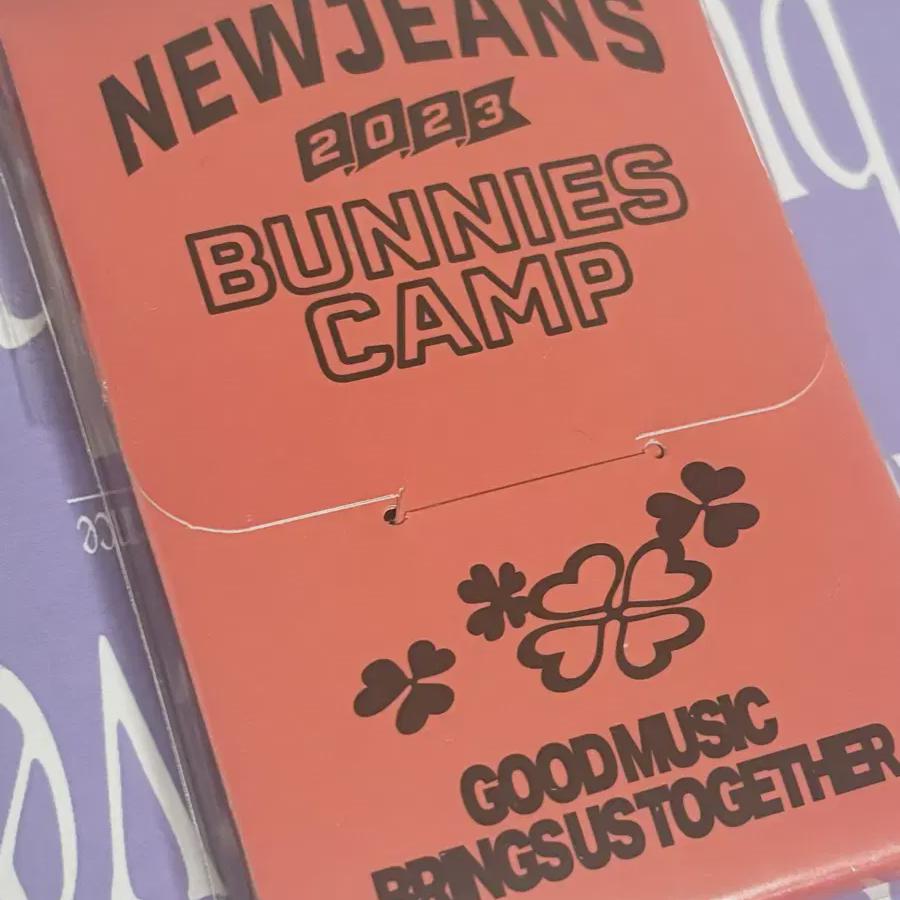 NEWJEANS
2023
BUNNIES
CAMP
GOOD MUSIC
BRINGS US TOGETHER